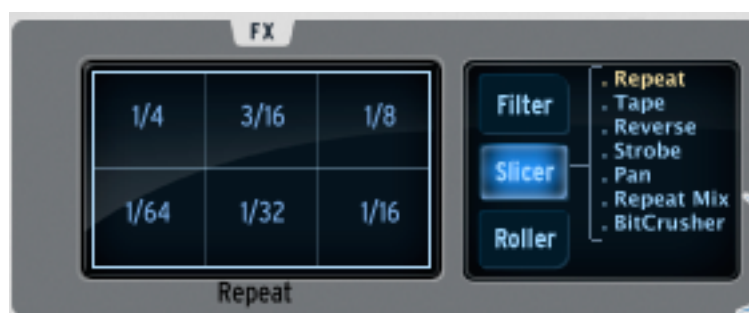 FX
1/4 3/16 1/8
1/64 1/32 1/16
Repeat
Filter
Slicer
Roller
. Repeat
. Tape
. Reverse
. Strobe
. Pan
. Repeat Mix
. BitCrusher